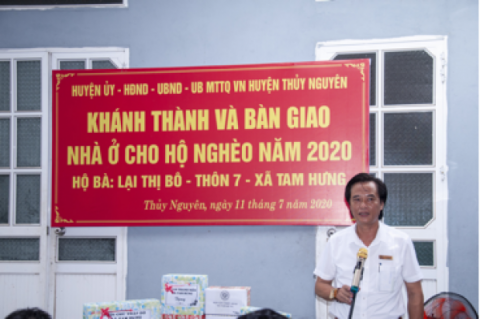 HUYỆN ỦY - HĐND - UBND - UB MTTQ VN HUYỆN THỦY NGUYÊN
KHÁNH THÀNH VÀ BÀN GIAO
NHÀ Ở CHO HỘ NGHÈO NĂM 2020
HỘ BÀ: LẠI THỊ BÔ - THÔN 7 - XÃ TAM HƯNG
Thủy Nguyên, ngày 11 tháng 7 năm 2020